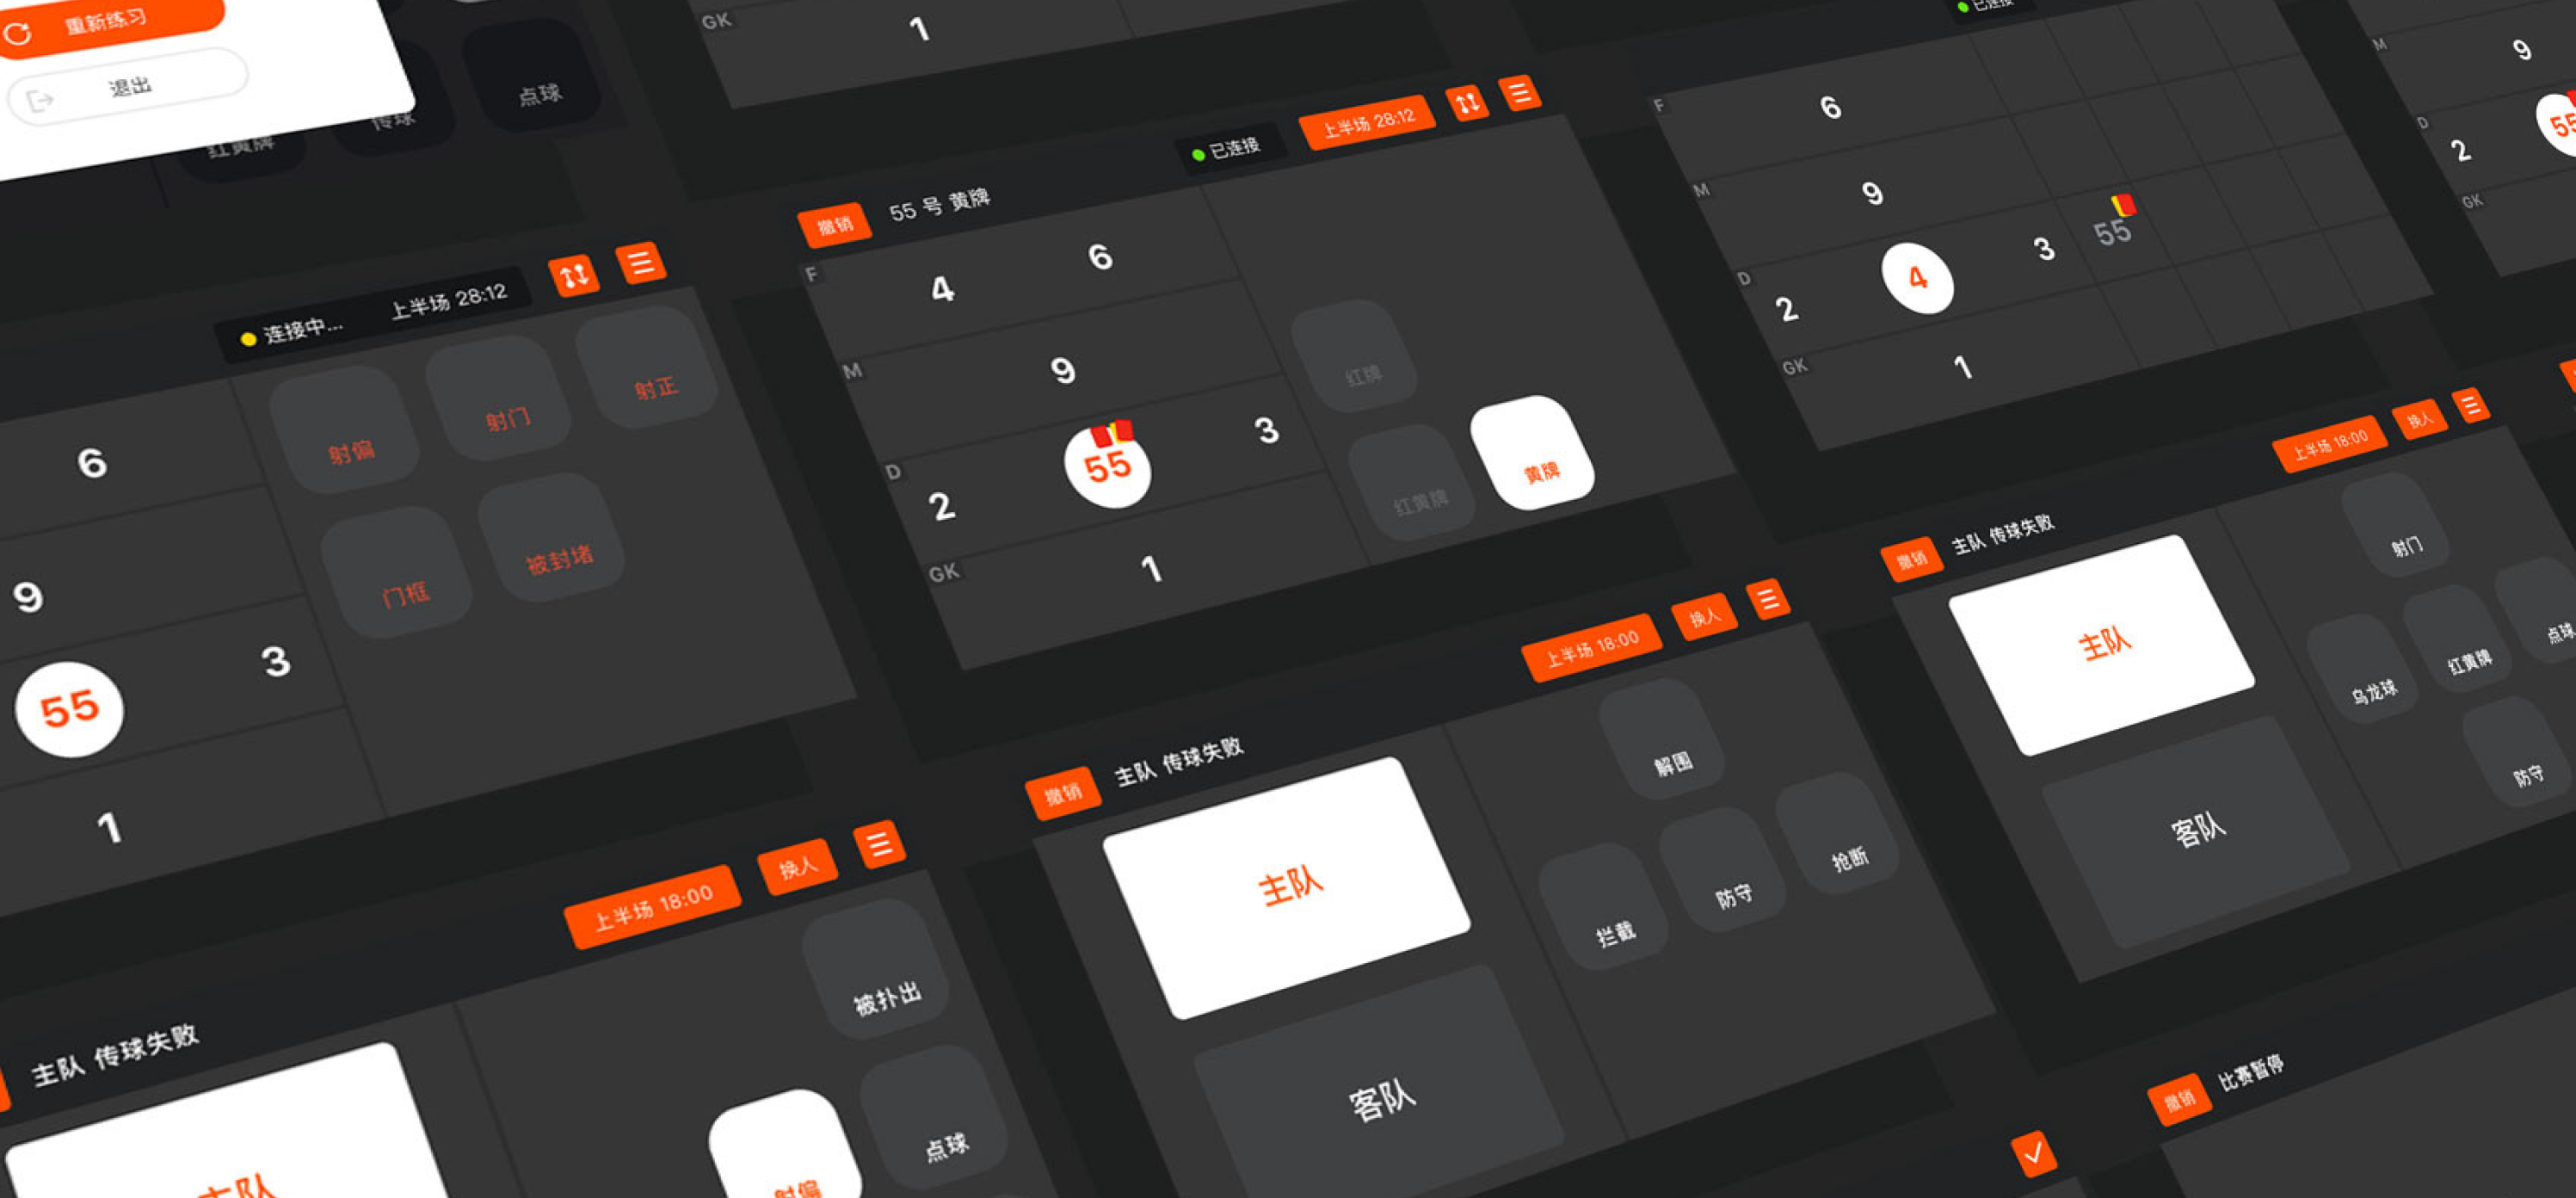 重新练习
退出
红黄牌
传球
点球
GK
1
连接中...
上半场 28:12
6
9
55
3
1
射偏
射门
射正
门框
被封堵
撤销
55 号 黄牌
已连接
上半场 28:12
F
4
6
M
9
D
2
55
3
GK
1
红牌
红黄牌
黄牌
已连接
F
6
M
9
D
2
4
3
55
GK
1
M
9
D
2
55
GK
主队 传球失败
上半场 18:00
换人
主队
被扑出
点球
射偏
撤销
主队 传球失败
上半场 18:00
换人
主队
客队
解围
拦截
防守
抢断
撤销
主队 传球失败
上半场 18:00
换人
主队
客队
射门
乌龙球
红黄牌
点球
防守
撤销
比赛暂停